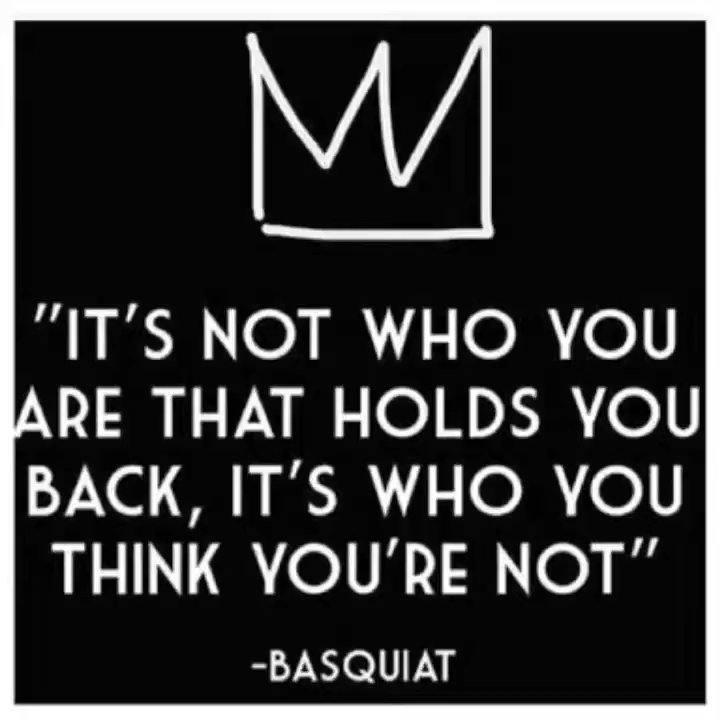 "IT'S NOT WHO YOU
ARE THAT HOLDS YOU
BACK, IT'S WHO YOU
THINK YOU'RE NOT"
-BASQUIAT